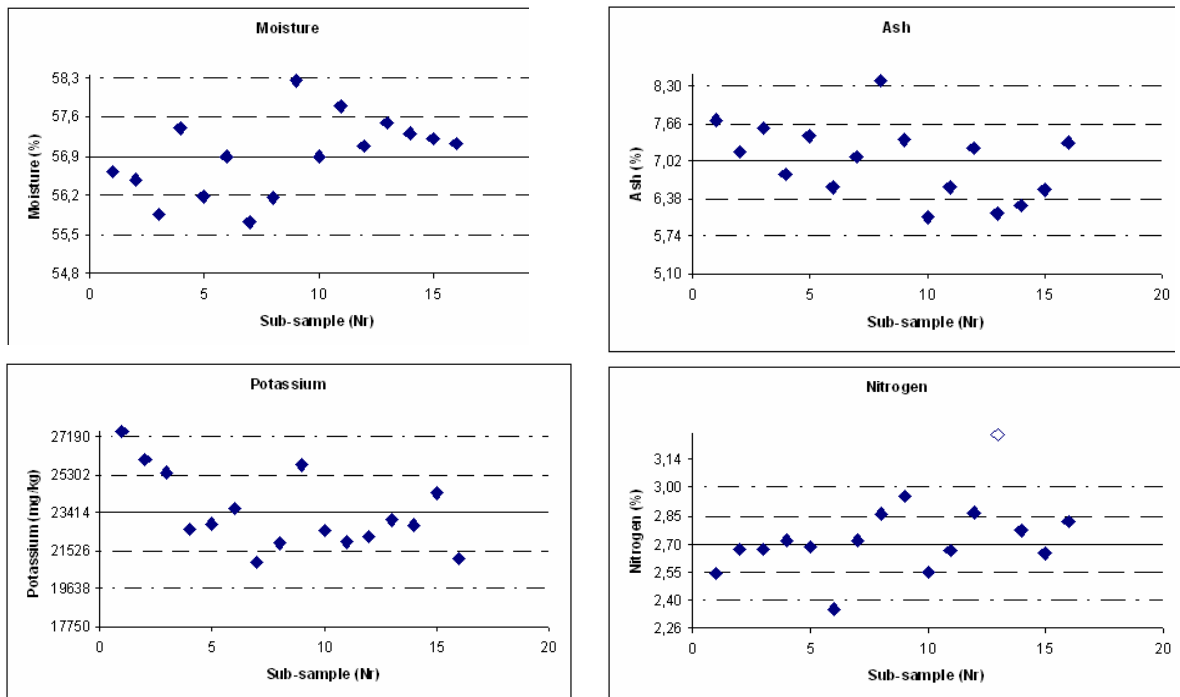 Moisture
58,3
57,6
56,9
56,2
55,5
54,8
Moisture (%)
0 5 10 15
Sub-sample (Nr)
Ash
8,30
7,66
7,02
6,38
5,74
5,10
Ash (%)
0 5 10 15 20
Sub-sample (Nr)
Potassium
27190
25302
23414
21526
19638
17750
Potassium (mg/kg)
0 5 10 15 20
Sub-sample (Nr)
Nitrogen
3,14
3,00
2,85
2,70
2,55
2,40
2,26
Nitrogen (%)
0 5 10 15 20
Sub-sample (Nr)